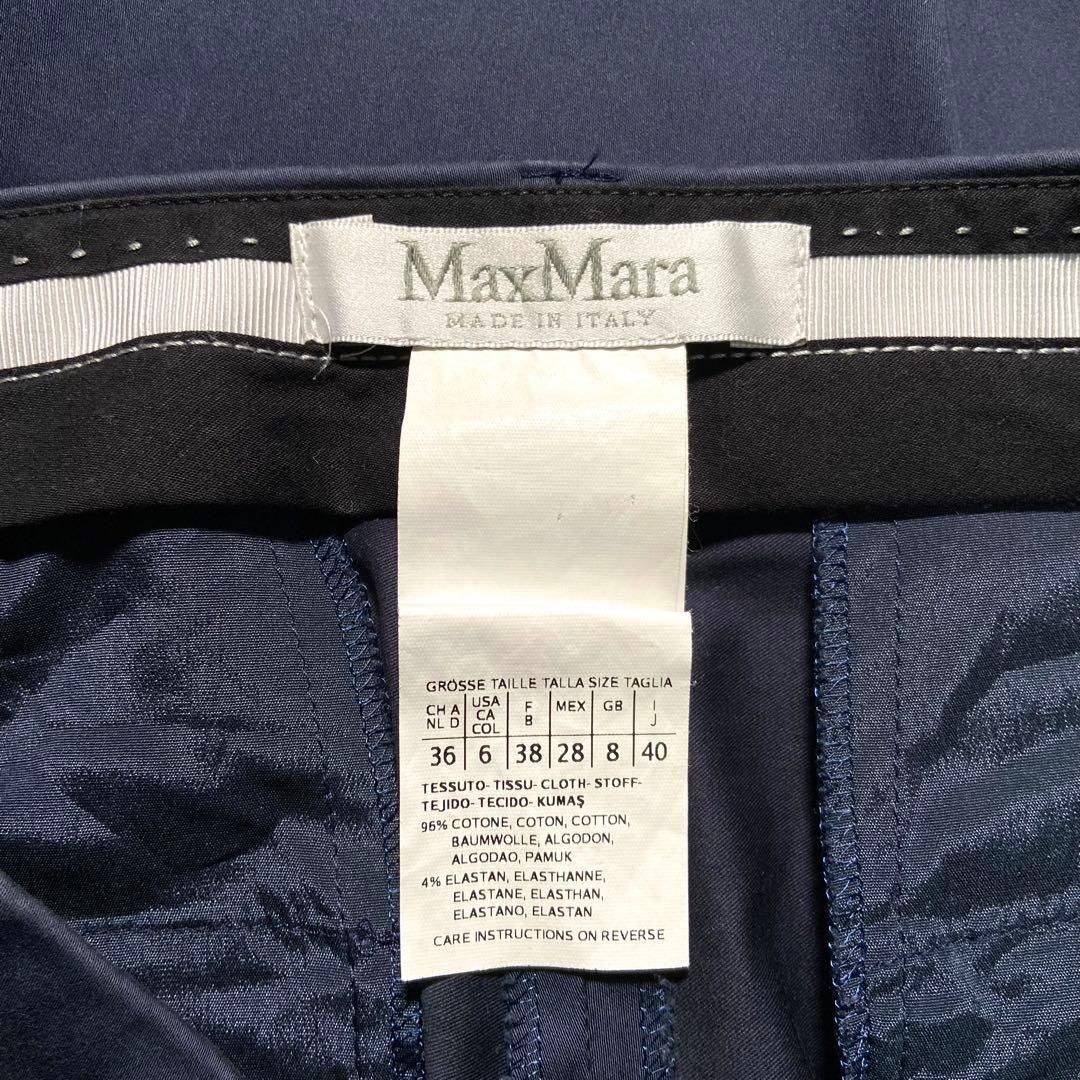 MaxMara
MADE IN ITALY
GRÖSSE TAILLE TALLA SIZE TAGLIA
CH A NL D | USA CA COL | F B | MEX | GB | I J
36 | 6 | 38 | 28 | 8 | 40
TESSUTO- TISSU- CLOTH- STOFF-
TEJIDO- TECIDO- KUMAŞ
96% COTONE, COTON, COTTON,
BAUMWOLLE, ALGODON,
ALGODAO, PAMUK
4% ELASTAN, ELASTHANNE,
ELASTANE, ELASTHAN,
ELASTANO, ELASTAN
CARE INSTRUCTIONS ON REVERSE